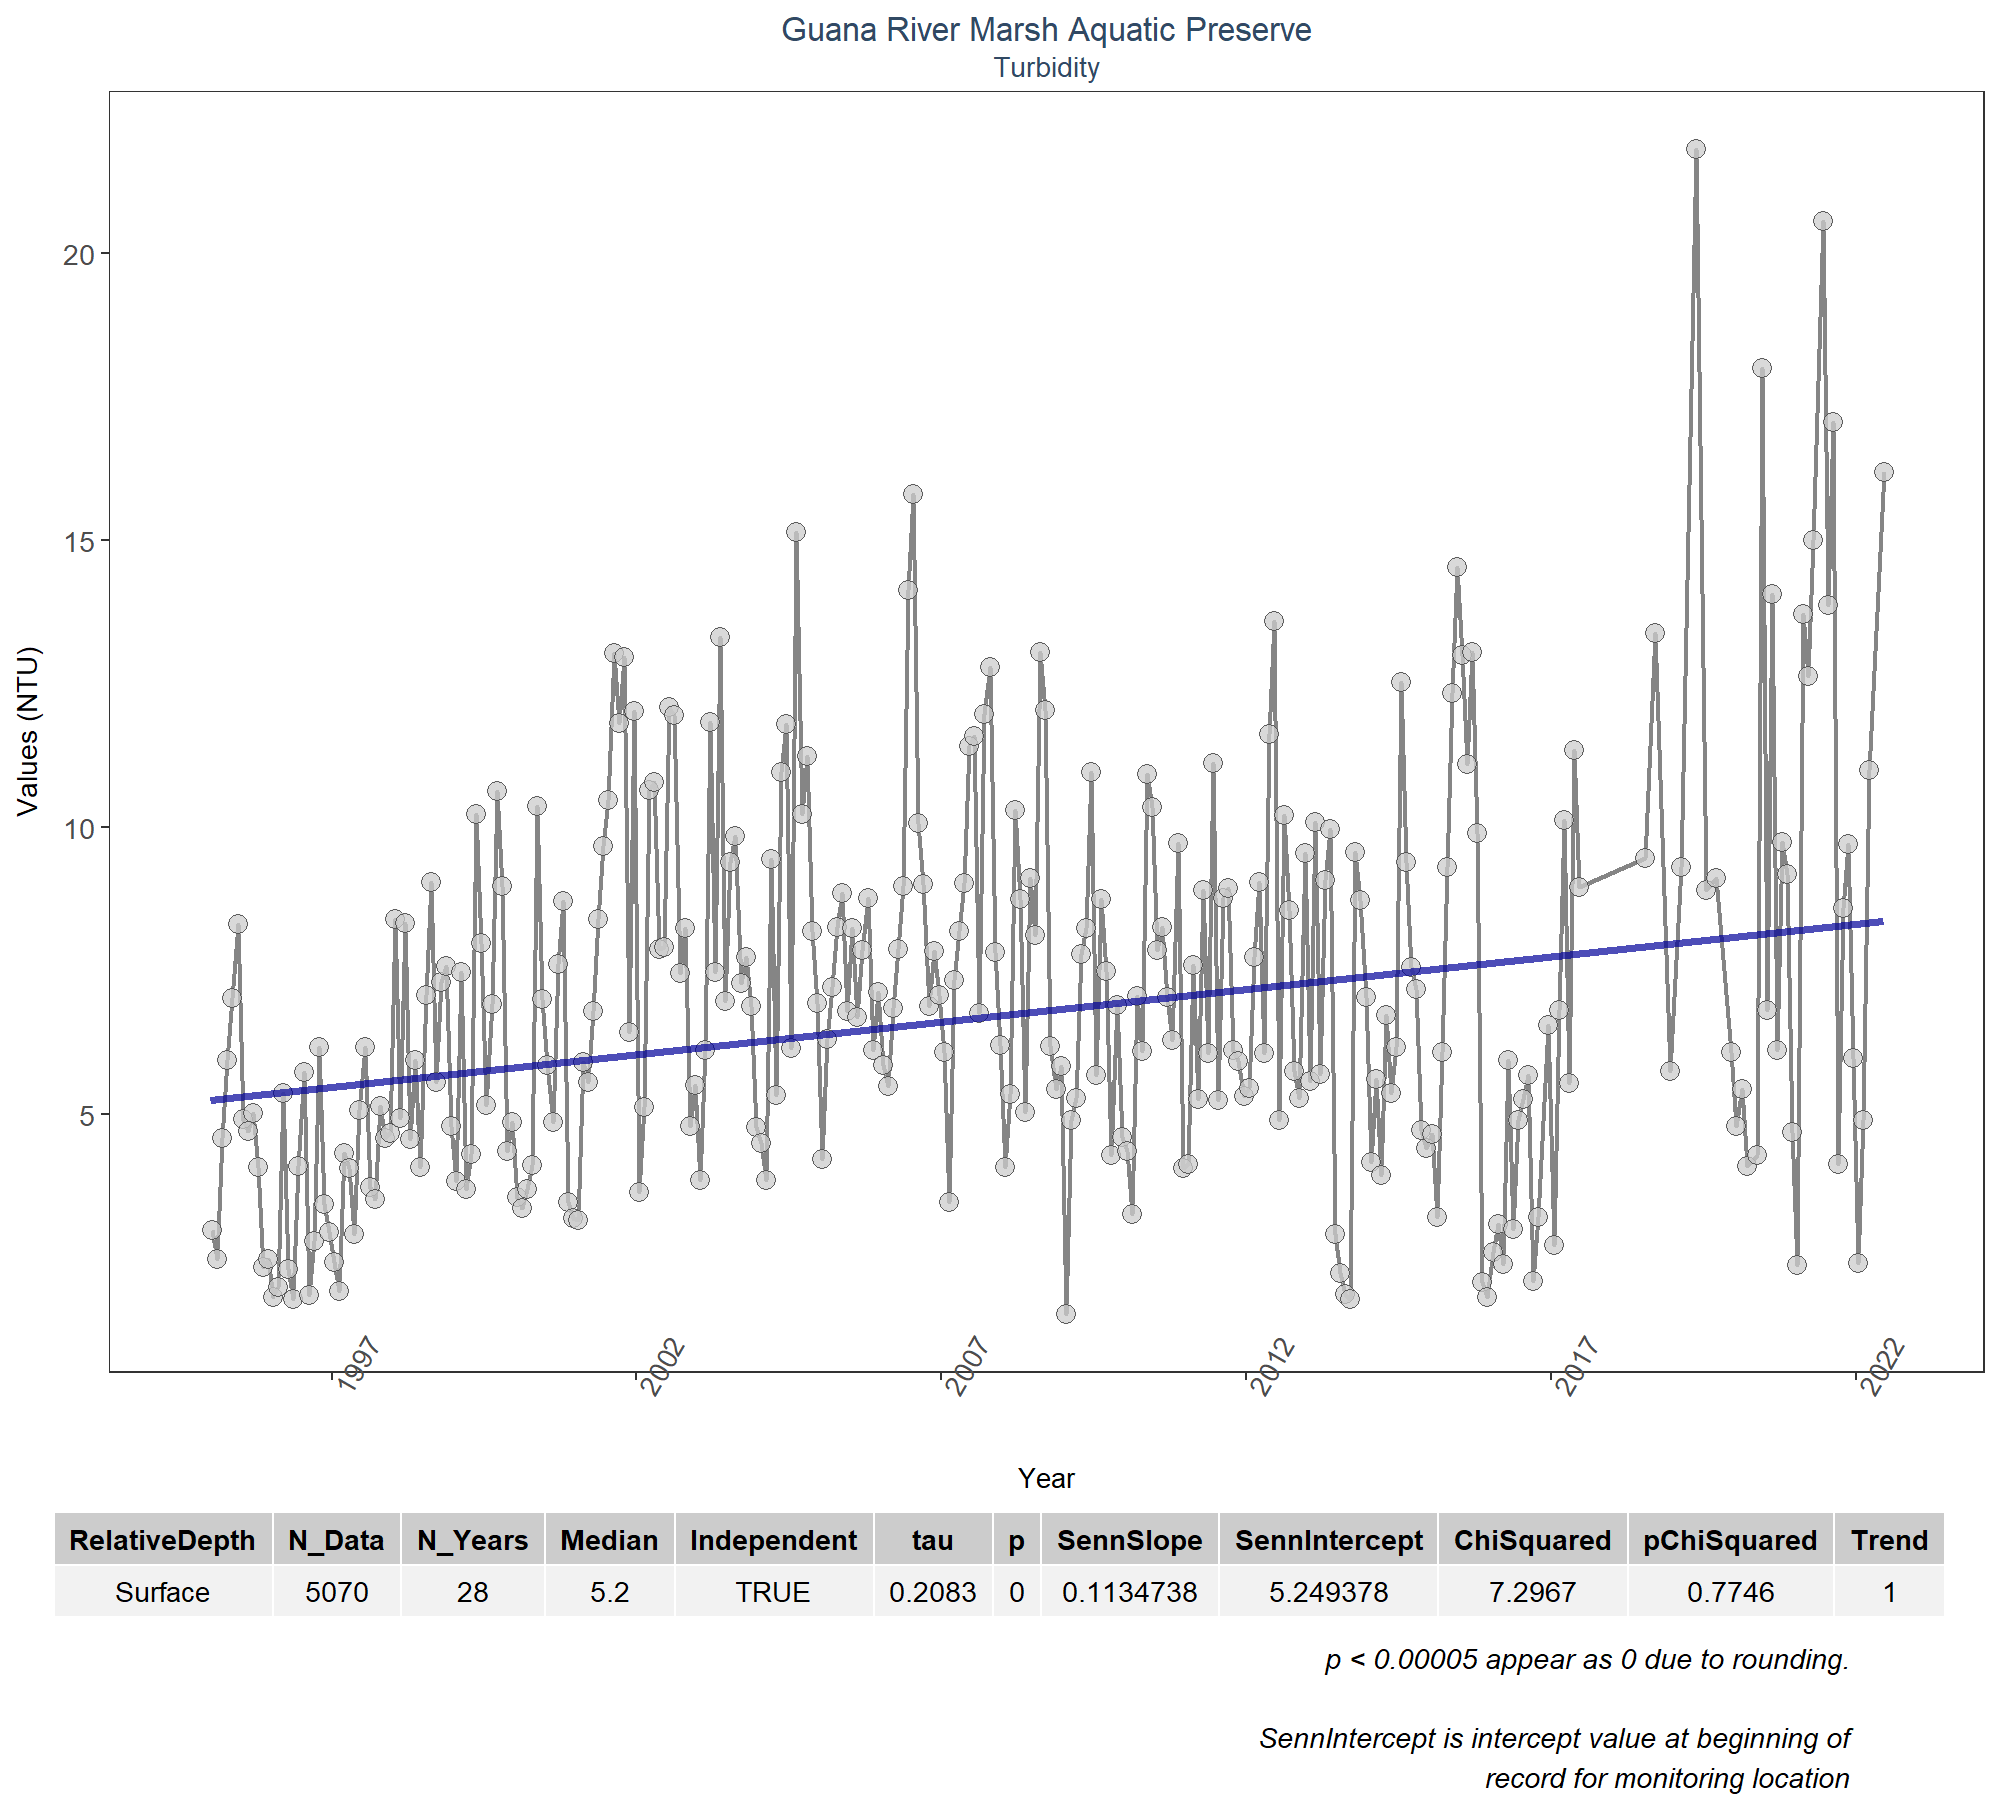 Guana River Marsh Aquatic Preserve
Turbidity
Values (NTU)
20
15
10
5
1997
2002
2007
2012
2017
2022
Year
RelativeDepth N_Data N_Years Median Independent tau p SennSlope SennIntercept ChiSquared pChiSquared Trend
Surface 5070 28 5.2 TRUE 0.2083 0 0.1134738 5.249378 7.2967 0.7746 1
p < 0.00005 appear as 0 due to rounding.
SennIntercept is intercept value at beginning of
record for monitoring location